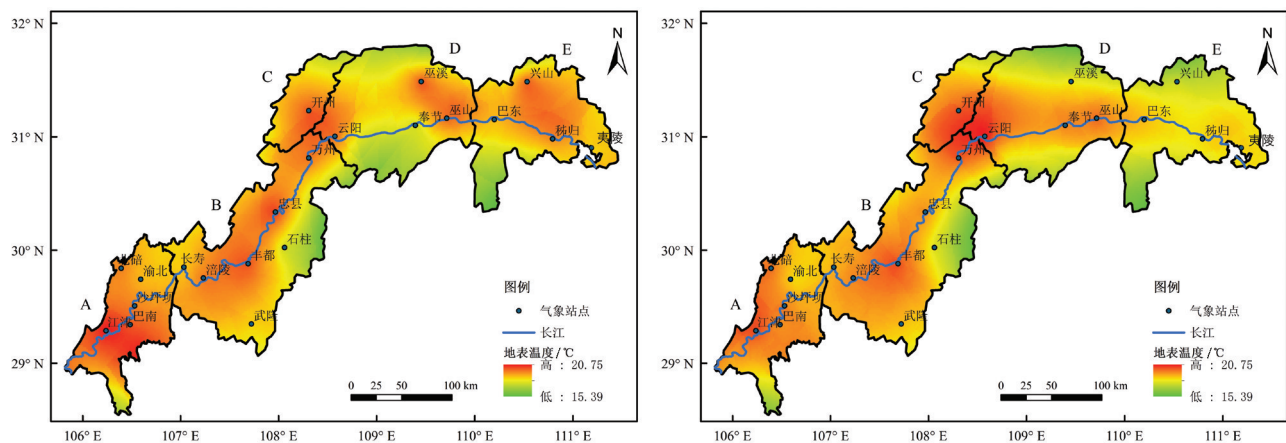 32° N
31° N
30° N
29° N
106° E
107° E
108° E
109° E
110° E
111° E
A
B
C
D
E
N
巫溪
兴山
开州
云阳
奉节
巫山
巴东
秭归
夷陵
万州
忠县
石柱
长寿
涪陵
丰都
武隆
北碚
渝北
沙坪坝
江津
巴南
图例
气象站点
长江
地表温度/℃
高 : 20.75
低 : 15.39
0 25 50 100 km
32° N
31° N
30° N
29° N
106° E
107° E
108° E
109° E
110° E
111° E
A
B
C
D
E
N
巫溪
兴山
开州
云阳
奉节
巫山
巴东
秭归
夷陵
万州
忠县
石柱
长寿
涪陵
丰都
武隆
北碚
渝北
沙坪坝
江津
巴南
图例
气象站点
长江
地表温度/℃
高 : 20.75
低 : 15.39
0 25 50 100 km